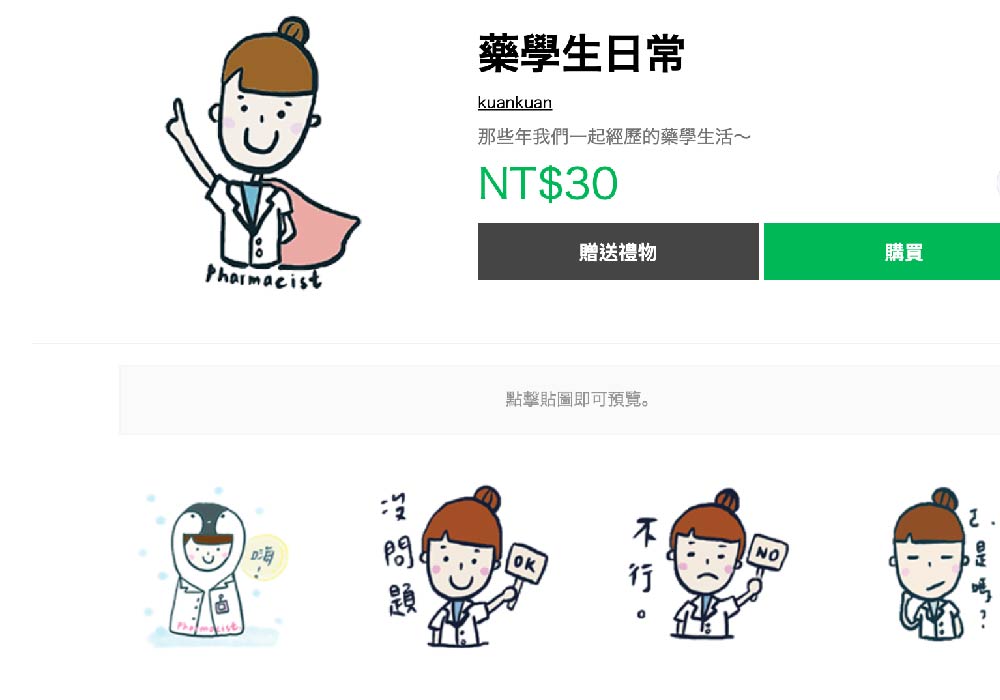 藥學生日常
kuankuan
那些年我們一起經歷的藥學生活～
NT$30
贈送禮物
購買
Pharmacist
點擊貼圖即可預覽。
嗨!
Pharmacist
沒問題
OK
不行。
NO
是嗎?